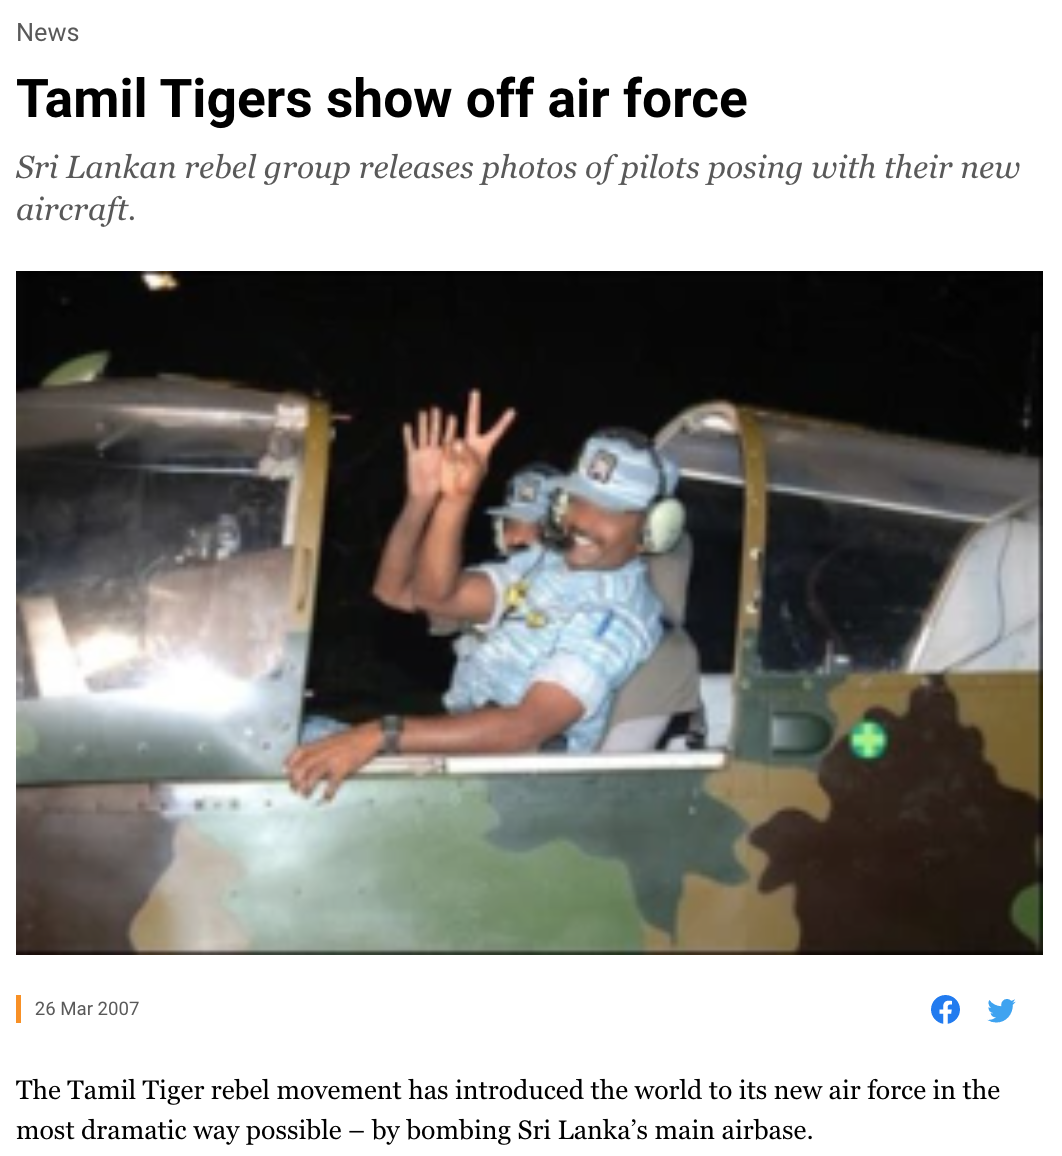 News
Tamil Tigers show off air force
Sri Lankan rebel group releases photos of pilots posing with their new
aircraft.
26 Mar 2007
The Tamil Tiger rebel movement has introduced the world to its new air force in the
most dramatic way possible – by bombing Sri Lanka’s main airbase.